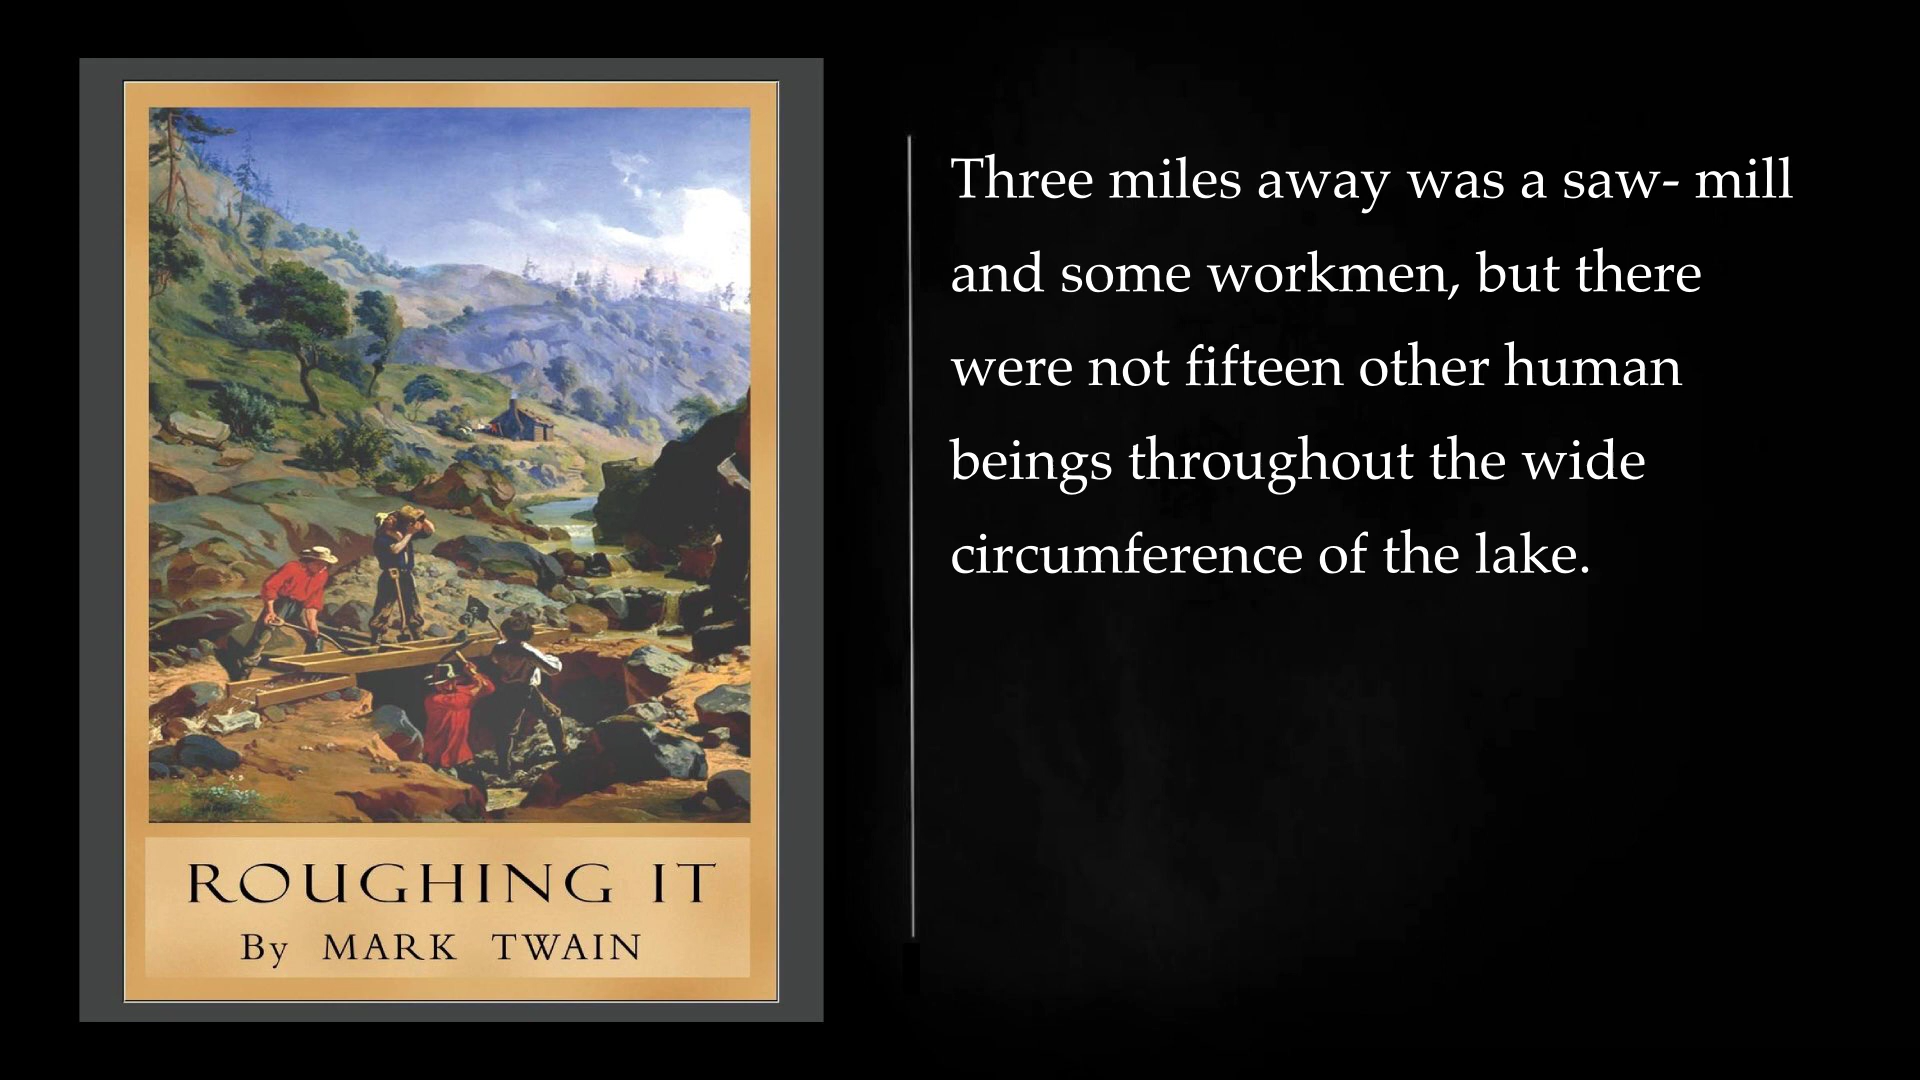 ROUGHING IT
By MARK TWAIN
Three miles away was a saw- mill
and some workmen, but there
were not fifteen other human
beings throughout the wide
circumference of the lake.